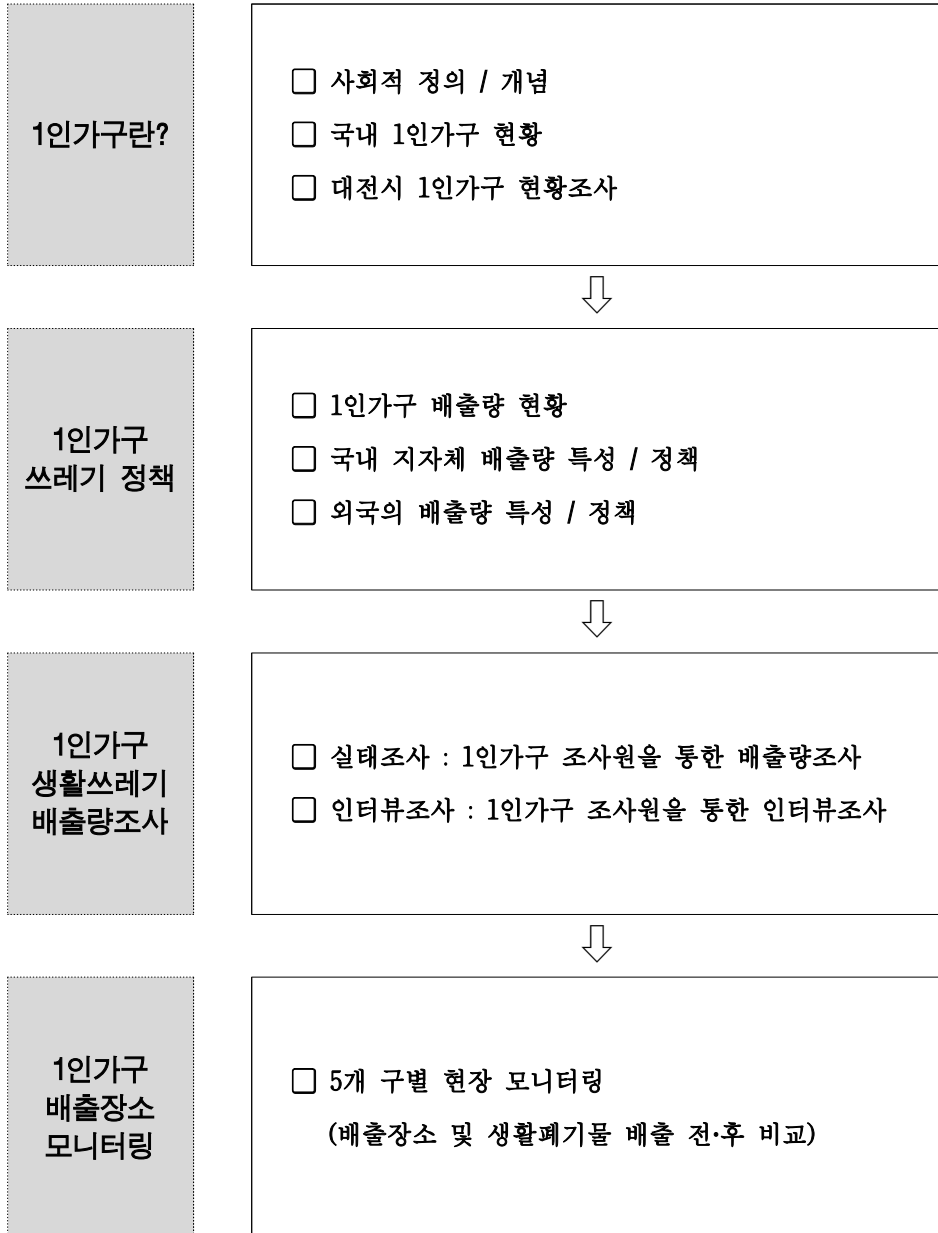 1인가구란?
□ 사회적 정의 / 개념
□ 국내 1인가구 현황
□ 대전시 1인가구 현황조사
1인가구
쓰레기 정책
□ 1인가구 배출량 현황
□ 국내 지자체 배출량 특성 / 정책
□ 외국의 배출량 특성 / 정책
1인가구
생활쓰레기
배출량조사
□ 실태조사 : 1인가구 조사원을 통한 배출량조사
□ 인터뷰조사 : 1인가구 조사원을 통한 인터뷰조사
1인가구
배출장소
모니터링
□ 5개 구별 현장 모니터링
(배출장소 및 생활폐기물 배출 전·후 비교)